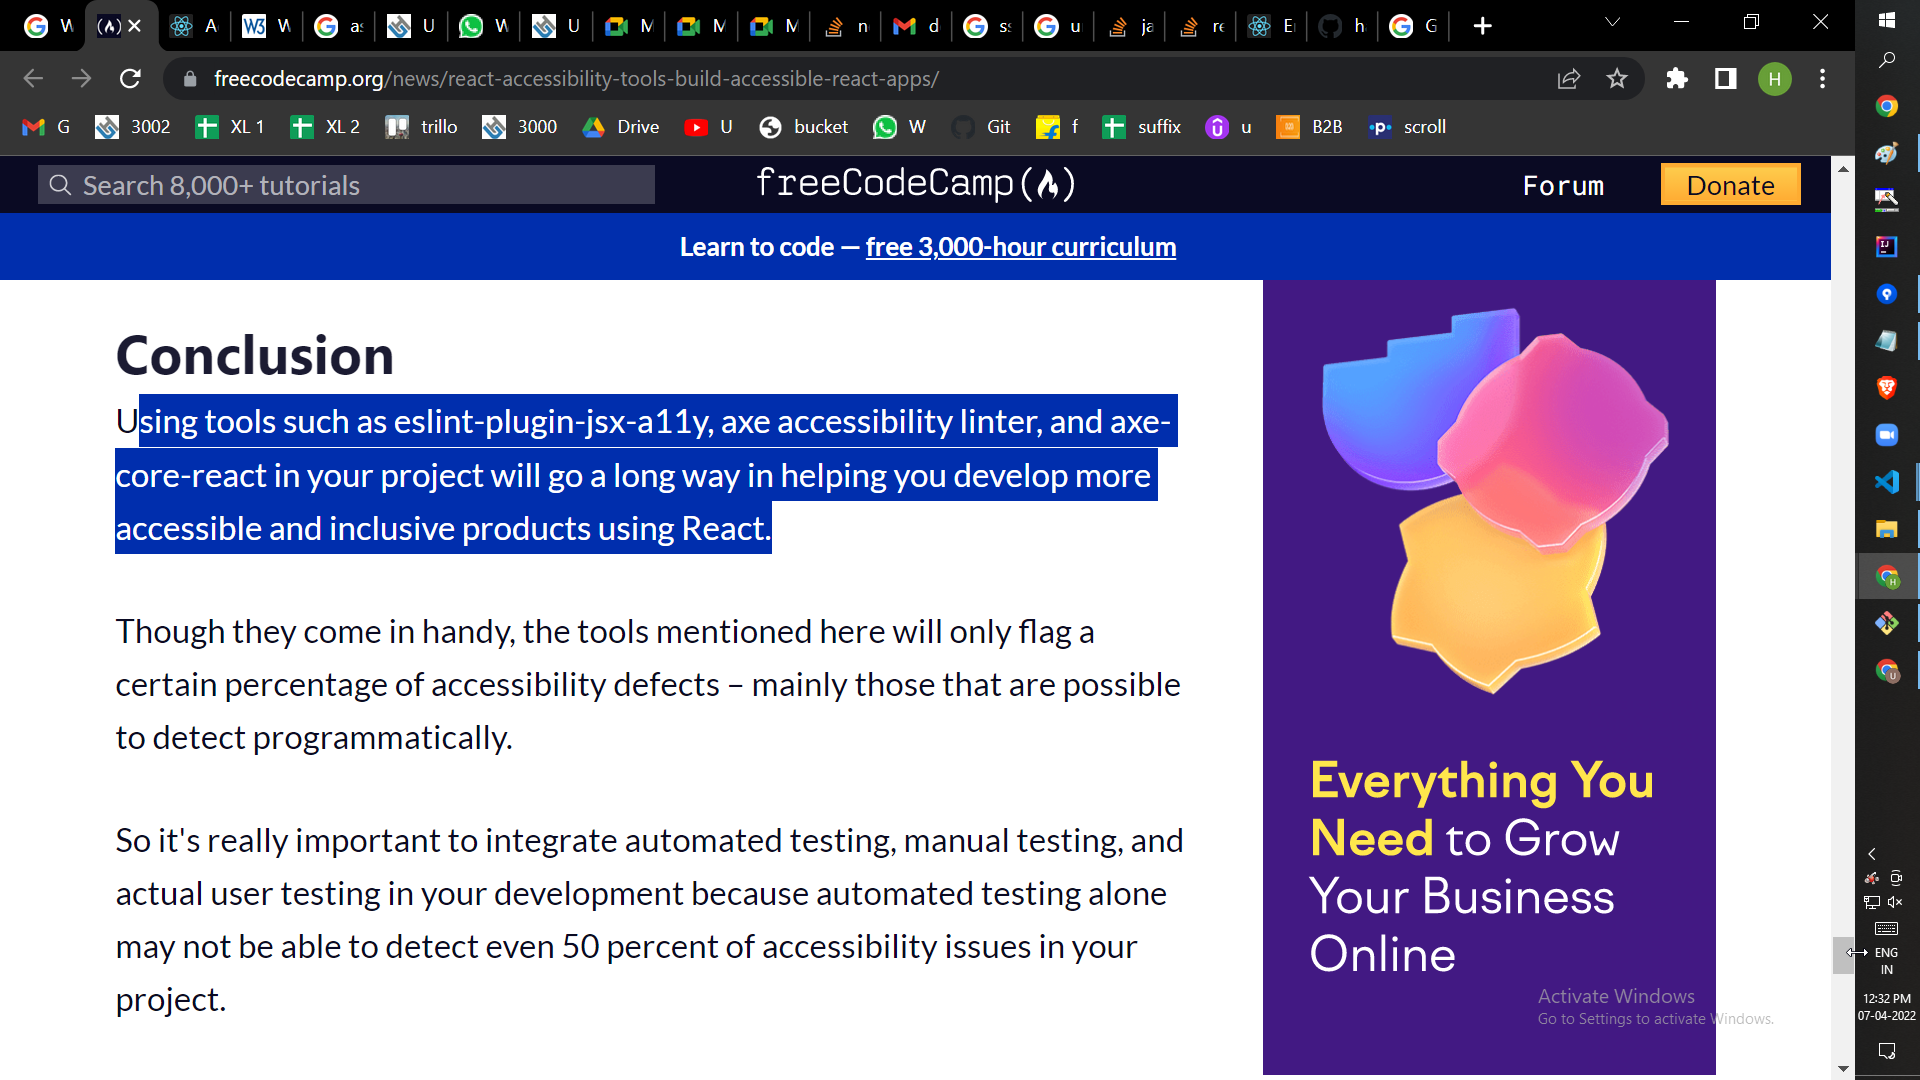 W
A
W3 W
as
U
W
U
M
M
M
n
d
ss
u
ja
re
El
h
G
freecodecamp.org/news/react-accessibility-tools-build-accessible-react-apps/
H
G
3002
XL 1
XL 2
trillo
3000
Drive
U
bucket
W
Git
f
suffix
u
B2B
scroll
Search 8,000+ tutorials
freeCodeCamp
Forum
Donate
Learn to code — free 3,000-hour curriculum
Conclusion
Using tools such as eslint-plugin-jsx-a11y, axe accessibility linter, and axe-
core-react in your project will go a long way in helping you develop more
accessible and inclusive products using React.
Though they come in handy, the tools mentioned here will only flag a
certain percentage of accessibility defects – mainly those that are possible
to detect programmatically.
So it's really important to integrate automated testing, manual testing, and
actual user testing in your development because automated testing alone
may not be able to detect even 50 percent of accessibility issues in your
project.
Everything You
Need to Grow
Your Business
Online
Activate Windows
Go to Settings to activate Windows.
ENG
IN
12:32 PM
07-04-2022